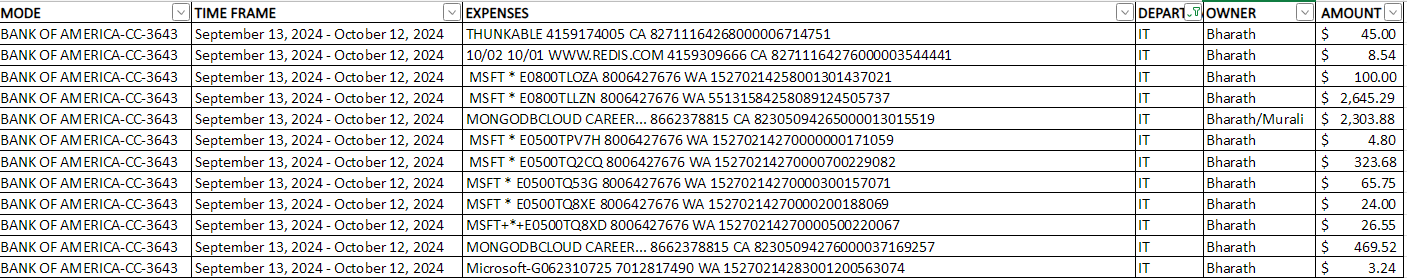 MODE TIME FRAME EXPENSES DEPART OWNER AMOUNT
BANK OF AMERICA-CC-3643 September 13, 2024 - October 12, 2024 THUNKABLE 4159174005 CA 82711164268000006714751 IT Bharath $ 45.00
BANK OF AMERICA-CC-3643 September 13, 2024 - October 12, 2024 10/02 10/01 WWW.REDIS.COM 4159309666 CA 82711164276000003544441 IT Bharath $ 8.54
BANK OF AMERICA-CC-3643 September 13, 2024 - October 12, 2024 MSFT * E0800TLOZA 8006427676 WA 15270214258001301437021 IT Bharath $ 100.00
BANK OF AMERICA-CC-3643 September 13, 2024 - October 12, 2024 MSFT * E0800TLLZN 8006427676 WA 55131584258089124505737 IT Bharath $ 2,645.29
BANK OF AMERICA-CC-3643 September 13, 2024 - October 12, 2024 MONGODBCLOUD CAREER... 8662378815 CA 82305094265000013015519 IT Bharath/Murali $ 2,303.88
BANK OF AMERICA-CC-3643 September 13, 2024 - October 12, 2024 MSFT * E0500TPV7H 8006427676 WA 15270214270000000171059 IT Bharath $ 4.80
BANK OF AMERICA-CC-3643 September 13, 2024 - October 12, 2024 MSFT * E0500TQ2CQ 8006427676 WA 15270214270000700229082 IT Bharath $ 323.68
BANK OF AMERICA-CC-3643 September 13, 2024 - October 12, 2024 MSFT * E0500TQ53G 8006427676 WA 15270214270000300157071 IT Bharath $ 65.75
BANK OF AMERICA-CC-3643 September 13, 2024 - October 12, 2024 MSFT * E0500TQ8XE 8006427676 WA 15270214270000200188069 IT Bharath $ 24.00
BANK OF AMERICA-CC-3643 September 13, 2024 - October 12, 2024 MSFT+*+E0500TQ8XD 8006427676 WA 15270214270000500220067 IT Bharath $ 26.55
BANK OF AMERICA-CC-3643 September 13, 2024 - October 12, 2024 MONGODBCLOUD CAREER... 8662378815 CA 82305094276000037169257 IT Bharath $ 469.52
BANK OF AMERICA-CC-3643 September 13, 2024 - October 12, 2024 Microsoft-G062310725 7012817490 WA 15270214283001200563074 IT Bharath $ 3.24